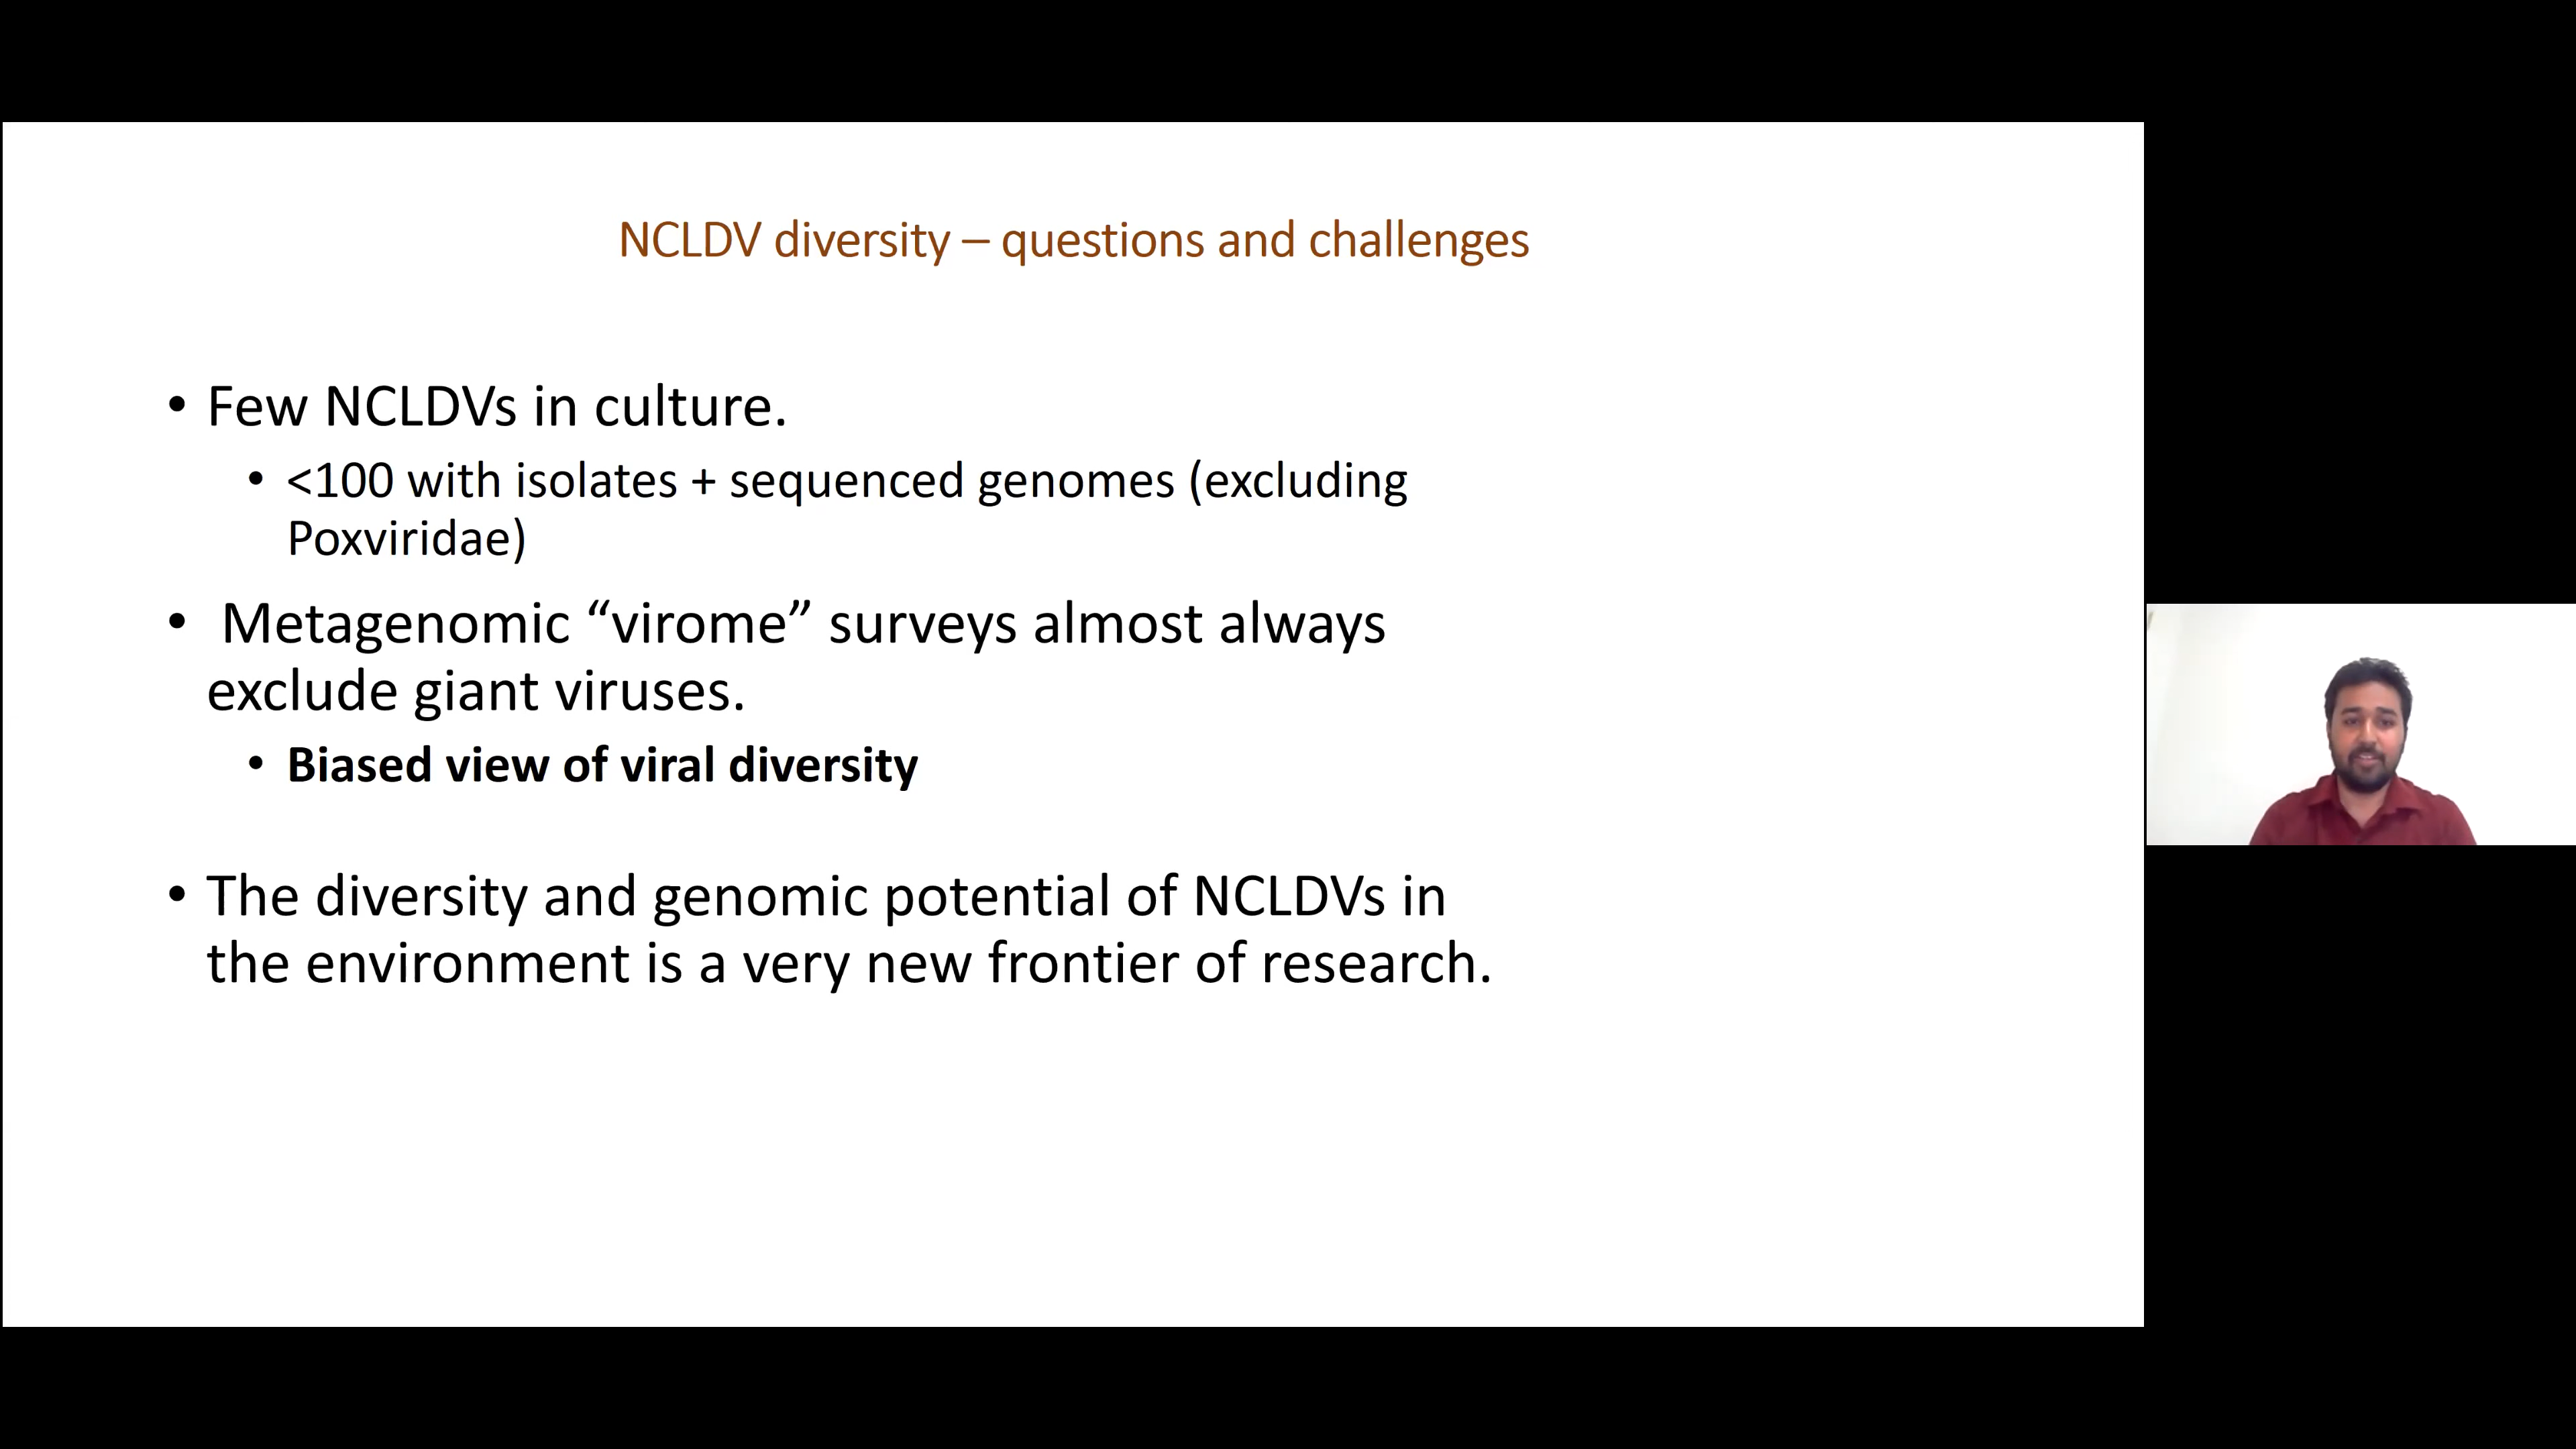 NCLDV diversity – questions and challenges
• Few NCLDVs in culture.
• <100 with isolates + sequenced genomes (excluding
Poxviridae)
• Metagenomic “virome” surveys almost always
exclude giant viruses.
• Biased view of viral diversity
• The diversity and genomic potential of NCLDVs in
the environment is a very new frontier of research.